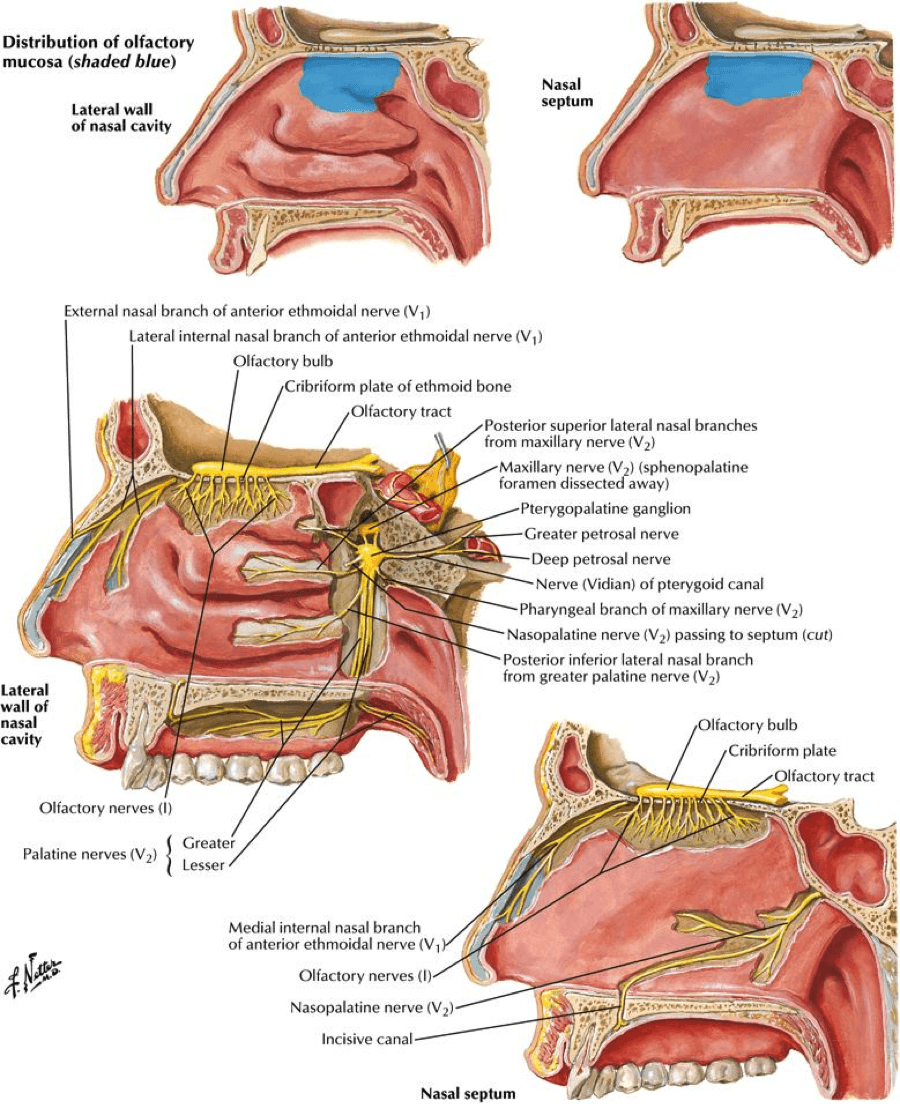 Distribution of olfactory
mucosa (shaded blue)
Lateral wall
of nasal cavity
Nasal
septum
External nasal branch of anterior ethmoidal nerve (V1)
Lateral internal nasal branch of anterior ethmoidal nerve (V1)
Olfactory bulb
Cribriform plate of ethmoid bone
Olfactory tract
Posterior superior lateral nasal branches
from maxillary nerve (V2)
Maxillary nerve (V2) (sphenopalatine
foramen dissected away)
Pterygopalatine ganglion
Greater petrosal nerve
Deep petrosal nerve
Nerve (Vidian) of pterygoid canal
Pharyngeal branch of maxillary nerve (V2)
Nasopalatine nerve (V2) passing to septum (cut)
Posterior inferior lateral nasal branch
from greater palatine nerve (V2)
Lateral
wall of
nasal
cavity
Olfactory nerves (I)
Palatine nerves (V2)
Greater
Lesser
Olfactory bulb
Cribriform plate
Olfactory tract
Medial internal nasal branch
of anterior ethmoidal nerve (V1)
Olfactory nerves (I)
Nasopalatine nerve (V2)
Incisive canal
Nasal septum
F. Netter
M.D.